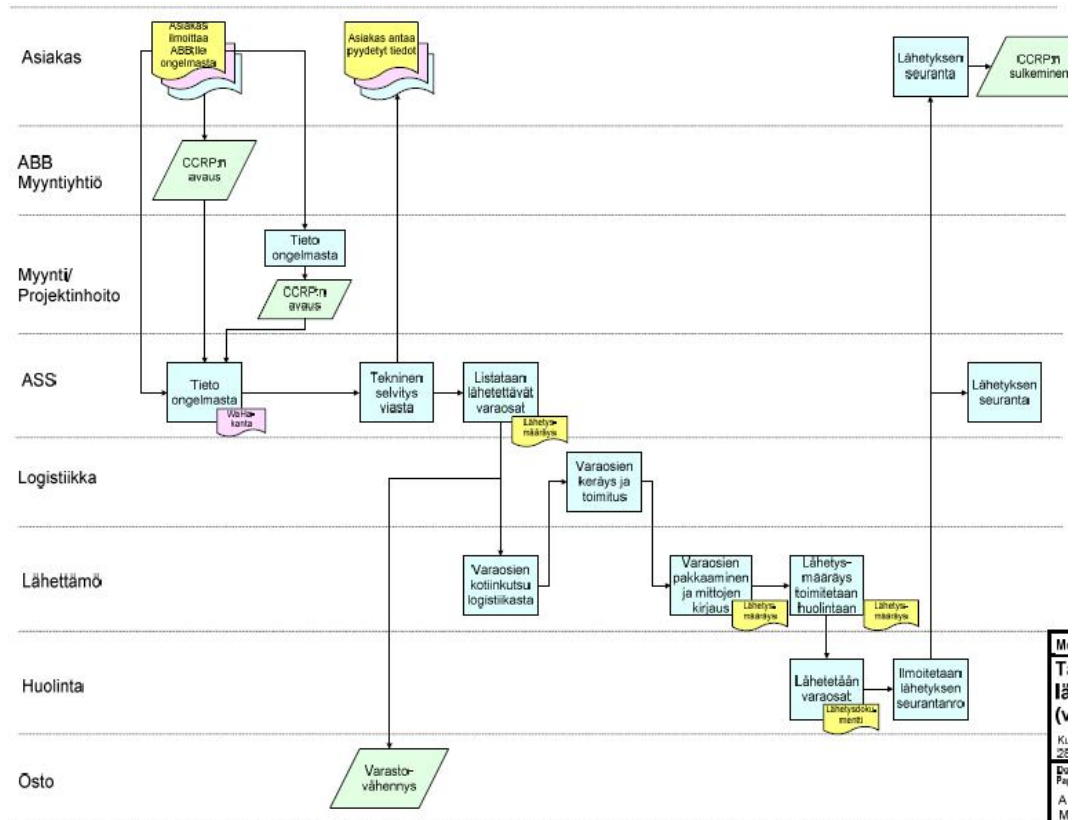 Asiakas
Asiakas
ilmoittaa
ABB:lle
ongelmasta
Asiakas antaa
pyydetyt tiedot
Lähetyksen
seuranta
CCRP:n
sulkeminen
ABB
Myyntiyhtiö
CCRP:n
avaus
Myynti/
Projektinhoito
Tieto
ongelmasta
CCRP:n
avaus
ASS
Tieto
ongelmasta
WaHa-
kanta
Tekninen
selvitys
viasta
Listataan
lähetettävät
varaosat
Lähetys-
määräys
Lähetyksen
seuranta
Logistiikka
Varaosien
keräys ja
toimitus
Lähettämö
Varaosien
kotiinkutsu
logistiikasta
Varaosien
pakkaaminen
ja mittojen
kirjaus
Lähetys-
määräys
Lähetys-
määräys
toimitetaan
huolintaan
Lähetys-
määräys
Huolinta
Lähetetään
varaosat
Lähetysdoku-
mentti
Ilmoitetaan
lähetyksen
seurantanro
Osto
Varasto-
vähennys